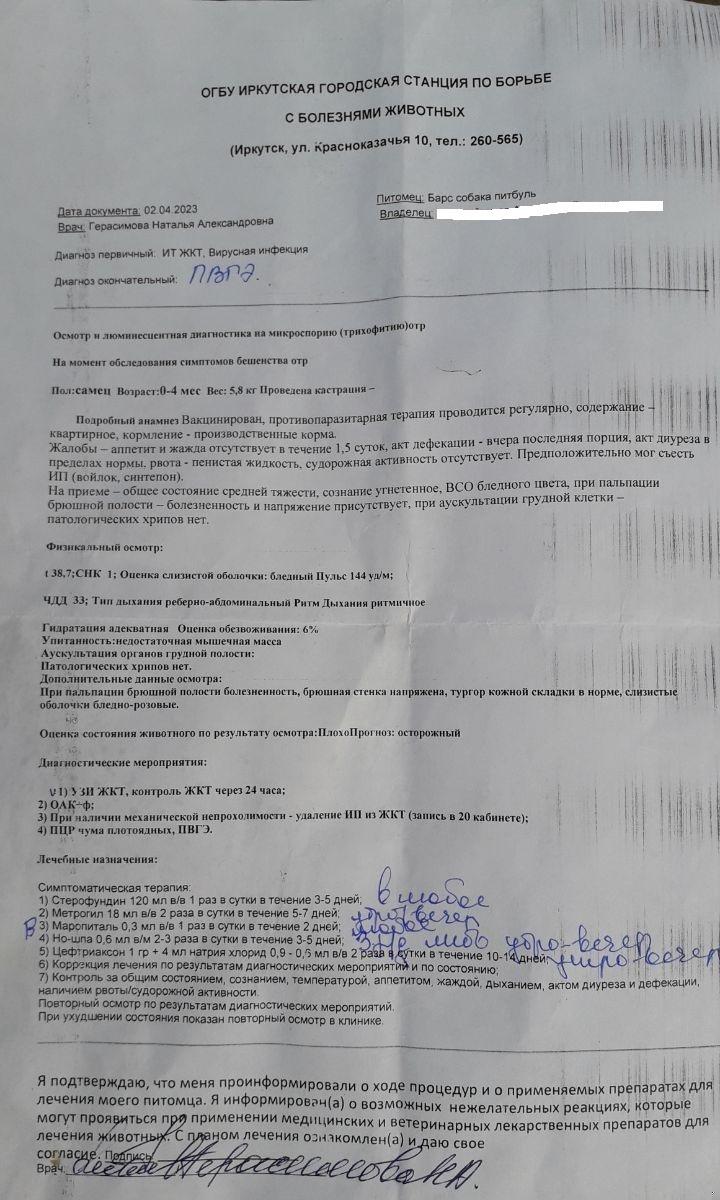 ОГБУ ИРКУТСКАЯ ГОРОДСКАЯ СТАНЦИЯ ПО БОРЬБЕ
С БОЛЕЗНЯМИ ЖИВОТНЫХ
(Иркутск, ул. Красноказачья 10, тел.: 260-565)
Дата документа: 02.04.2023
Врач: Герасимова Наталья Александровна
Питомец: Барс собака питбуль
Владелец:
Диагноз первичный: ИТ ЖКТ, Вирусная инфекция
Диагноз окончательный: ПВГЭ.
Осмотр и люминесцентная диагностика на микроспорию (трихофитию)отр
На момент обследования симптомов бешенства отр
Пол:самец Возраст:0-4 мес Вес: 5,8 кг Проведена кастрация –
Подробный анамнез Вакцинирован, противопаразитарная терапия проводится регулярно, содержание –
квартирное, кормление - производственные корма.
Жалобы – аппетит и жажда отсутствует в течение 1,5 суток, акт дефекации - вчера последняя порция, акт диуреза в
пределах нормы, рвота - пенистая жидкость, судорожная активность отсутствует. Предположительно мог съесть
ИП (войлок, синтепон).
На приеме – общее состояние средней тяжести, сознание угнетенное, ВСО бледного цвета, при пальпации
брюшной полости – болезненность и напряжение присутствует, при аускультации грудной клетки –
патологических хрипов нет.
Физикальный осмотр:
t 38,7;СНК 1; Оценка слизистой оболочки: бледный Пульс 144 уд/м;
ЧДД 33; Тип дыхания реберно-абдоминальный Ритм Дыхания ритмичное
Гидратация адекватная Оценка обезвоживания: 6%
Упитанность:недостаточная мышечная масса
Аускультация органов грудной полости:
Патологических хрипов нет.
Дополнительные данные осмотра:
При пальпации брюшной полости болезненность, брюшная стенка напряжена, тургор кожной складки в норме, слизистые
оболочки бледно-розовые.
Оценка состояния животного по результату осмотра:ПлохоПрогноз: осторожный
Диагностические мероприятия:
v 1) УЗИ ЖКТ, контроль ЖКТ через 24 часа;
2) ОАК+ф;
3) При наличии механической непроходимости - удаление ИП из ЖКТ (запись в 20 кабинете);
4) ПЦР чума плотоядных, ПВГЭ.
Лечебные назначения:
Симптоматическая терапия:
1) Стерофундин 120 мл в/в 1 раз в сутки в течение 3-5 дней; в любое
2) Метрогил 18 мл в/в 2 раза в сутки в течение 5-7 дней; утро-вечер
В 3) Маропиталь 0,3 мл в/в 1 раз в сутки в течение 2 дней; любое
4) Но-шпа 0,6 мл в/м 2-3 раза в сутки в течение 3-5 дней; либо утро-вечер
5) Цефтриаксон 1 гр + 4 мл натрия хлорид 0,9 - 0,6 мл в/в 2 раза в сутки в течение 10-14 дней; утро-вечер
6) Коррекция лечения по результатам диагностических мероприятий и по состоянию;
7) Контроль за общим состоянием, сознанием, температурой, аппетитом, жаждой, дыханием, актом диуреза и дефекации,
наличием рвоты/судорожной активности.
Повторный осмотр по результатам диагностических мероприятий.
При ухудшении состояния показан повторный осмотр в клинике.
Я подтверждаю, что меня проинформировали о ходе процедур и о применяемых препаратах для
лечения моего питомца. Я информирован(а) о возможных нежелательных реакциях, которые
могут проявиться при применении медицинских и ветеринарных лекарственных препаратов для
лечения животных. С планом лечения ознакомлен(а) и даю свое
согласие. Подпись
Врач: Герасимова Н.А.